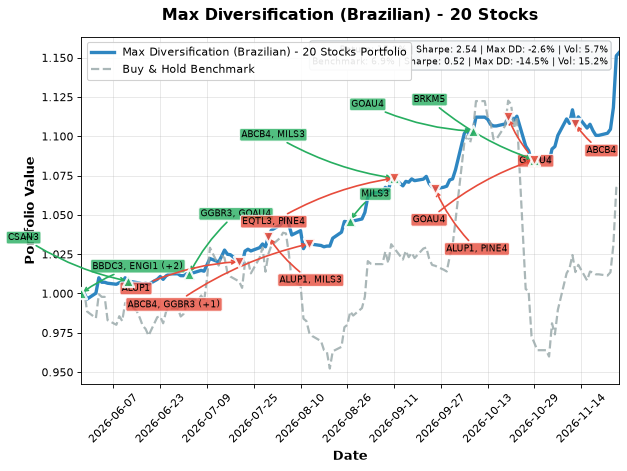 Max Diversification (Brazilian) - 20 Stocks
Max Diversification (Brazilian) - 20 Stocks Portfolio
Buy & Hold Benchmark
Sharpe: 2.54 | Max DD: -2.6% | Vol: 5.7%
Benchmark: 6.9% | Sharpe: 0.52 | Max DD: -14.5% | Vol: 15.2%
Portfolio Value
1.150
1.125
1.100
1.075
1.050
1.025
1.000
0.975
0.950
BRKM5
GOAU4
ABCB4, MILS3
ABCB4
GOAU4
MILS3
GGBR3, GOAU4
EQTL3, PINE4
GOAU4
CSAN3
ALUP1, PINE4
BBDC3, ENGI1 (+2)
ALUP1, MILS3
ALUP1
ABCB4, GGBR3 (+1)
2026-06-07
2026-06-23
2026-07-09
2026-07-25
2026-08-10
2026-08-26
2026-09-11
2026-09-27
2026-10-13
2026-10-29
2026-11-14
Date